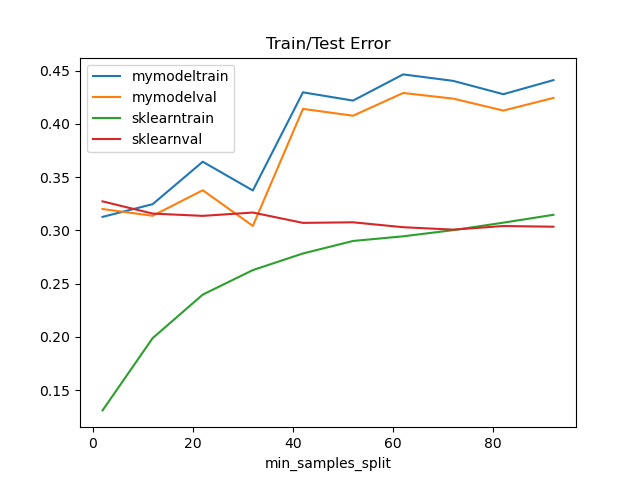 Train/Test Error
mymodeltrain
mymodelval
sklearntrain
sklearnval
0.45
0.40
0.35
0.30
0.25
0.20
0.15
0 20 40 60 80
min_samples_split